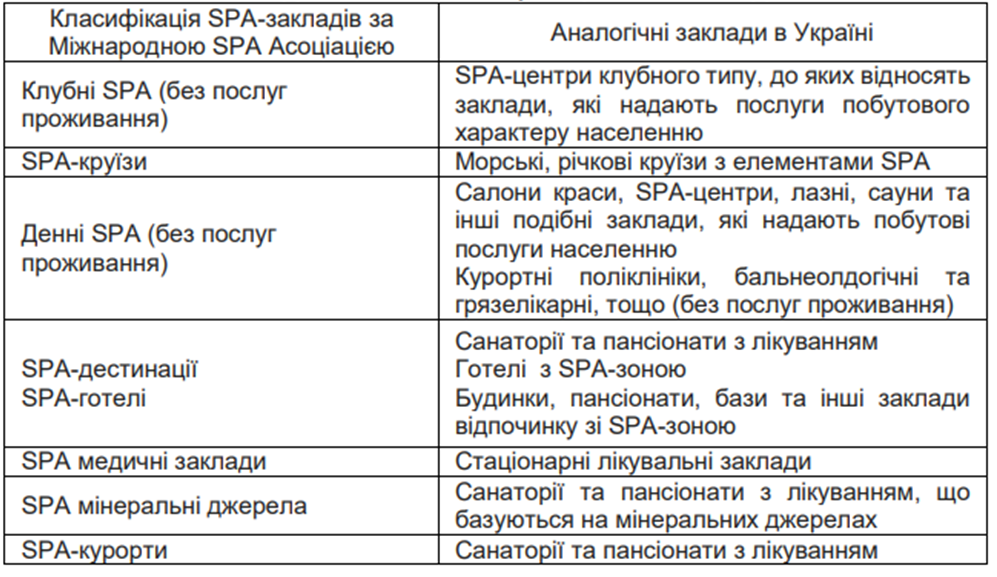 Класифікація SPA-закладів за
Міжнародною SPA Асоціацією
Аналогічні заклади в Україні
Клубні SPA (без послуг
проживання)
SPA-центри клубного типу, до яких відносять
заклади, які надають послуги побутового
характеру населенню
SPA-круїзи
Морські, річкові круїзи з елементами SPA
Денні SPA (без послуг
проживання)
Салони краси, SPA-центри, лазні, сауни та
інші подібні заклади, які надають побутові
послуги населенню
Курортні поліклініки, бальнеолдогічні та
грязелікарні, тощо (без послуг проживання)
SPA-дестинації
SPA-готелі
Санаторії та пансіонати з лікуванням
Готелі з SPA-зоною
Будинки, пансіонати, бази та інші заклади
відпочинку зі SPA-зоною
SPA медичні заклади
Стаціонарні лікувальні заклади
SPA мінеральні джерела
Санаторії та пансіонати з лікуванням, що
базуються на мінеральних джерелах
SPA-курорти
Санаторії та пансіонати з лікуванням